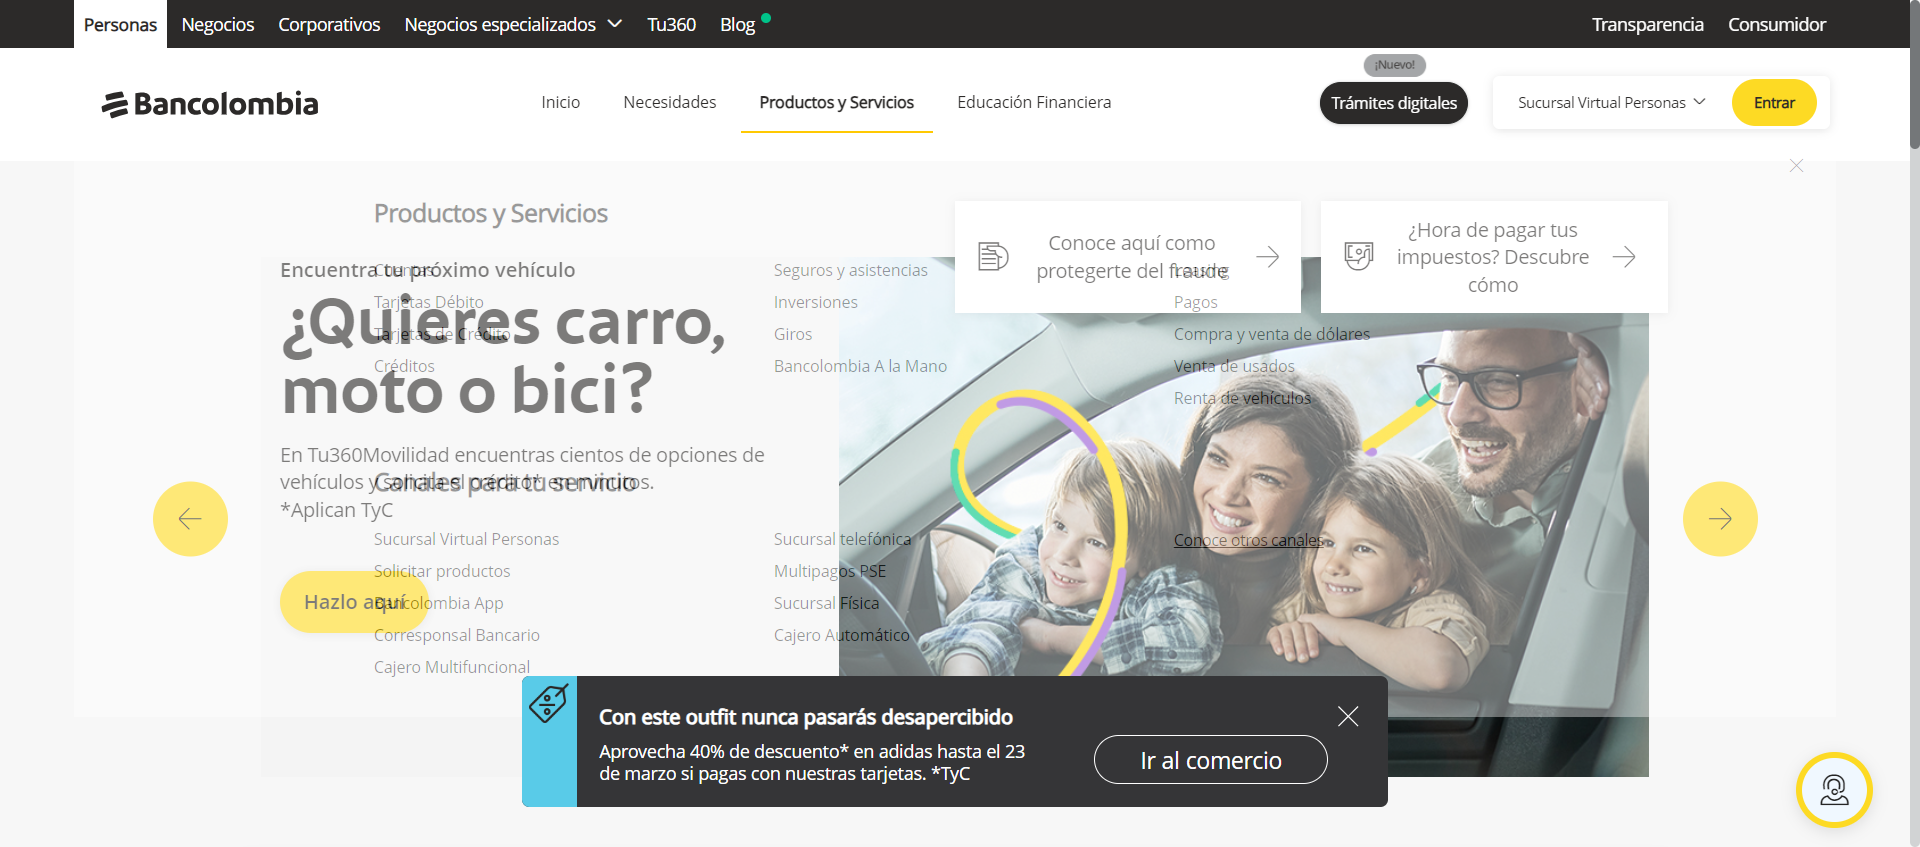 Personas
Negocios
Corporativos
Negocios especializados
Tu360
Blog
Transparencia
Consumidor
Bancolombia
Inicio
Necesidades
Productos y Servicios
Educación Financiera
¡Nuevo!
Trámites digitales
Sucursal Virtual Personas
Entrar
Productos y Servicios
Cuentas
Tarjetas Débito
Tarjetas de Crédito
Créditos
Seguros y asistencias
Inversiones
Giros
Bancolombia A la Mano
Leasing
Pagos
Compra y venta de dólares
Venta de usados
Renta de vehículos
Conoce aquí como
protegerte del fraude
¿Hora de pagar tus
impuestos? Descubre
cómo
Encuentra tu próximo vehículo
¿Quieres carro,
moto o bici?
En Tu360Movilidad encuentras cientos de opciones de
vehículos y solicita el crédito* en minutos.
*Aplican TyC
Hazlo aquí
Canales para tu servicio
Sucursal Virtual Personas
Solicitar productos
Bancolombia App
Corresponsal Bancario
Cajero Multifuncional
Sucursal telefónica
Multipagos PSE
Sucursal Física
Cajero Automático
Conoce otros canales
Con este outfit nunca pasarás desapercibido
Aprovecha 40% de descuento* en adidas hasta el 23
de marzo si pagas con nuestras tarjetas. *TyC
Ir al comercio